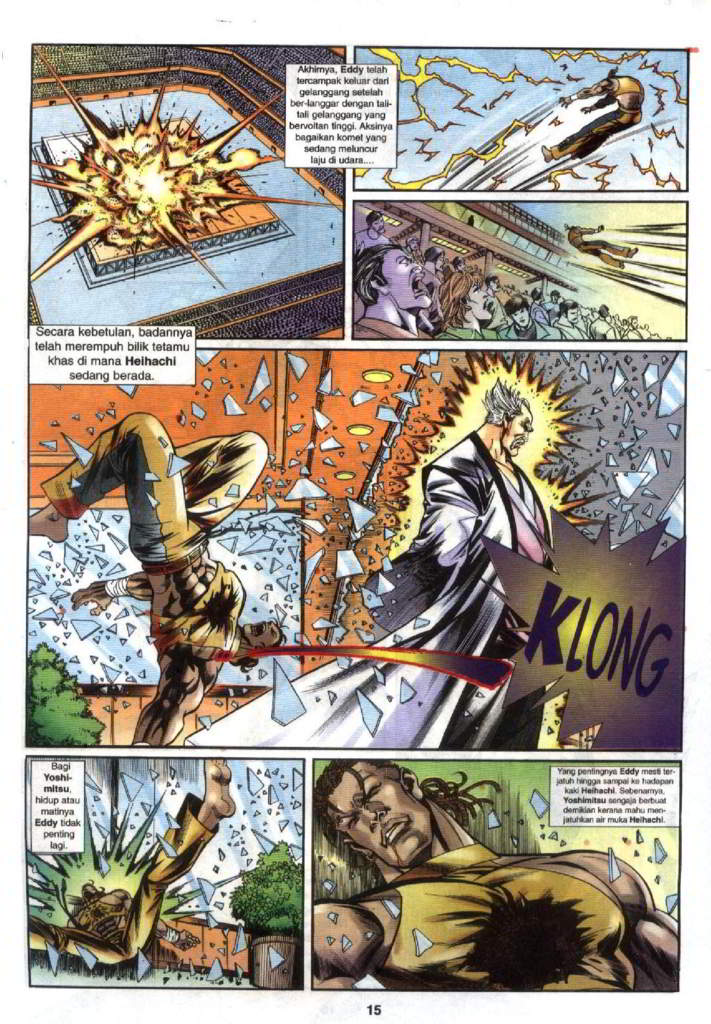 Akhirnya, Eddy telah
tercampak keluar dari
gelanggang setelah
ber-langgar dengan tali-
tali gelanggang yang
bervoltan tinggi. Aksinya
bagaikan komet yang
sedang meluncur
laju di udara....
Secara kebetulan, badannya
telah merempuh bilik tetamu
khas di mana Heihachi
sedang berada.
KLONG
Bagi
Yoshi-
mitsu,
hidup atau
matinya
Eddy tidak
penting
lagi.
Yang pentingnya Eddy mesti ter-
jatuh hingga sampai ke hadapan
kaki Heihachi. Sebenarnya,
Yoshimitsu sengaja berbuat
demikian kerana mahu men-
jatuhkan air muka Heihachi.
15